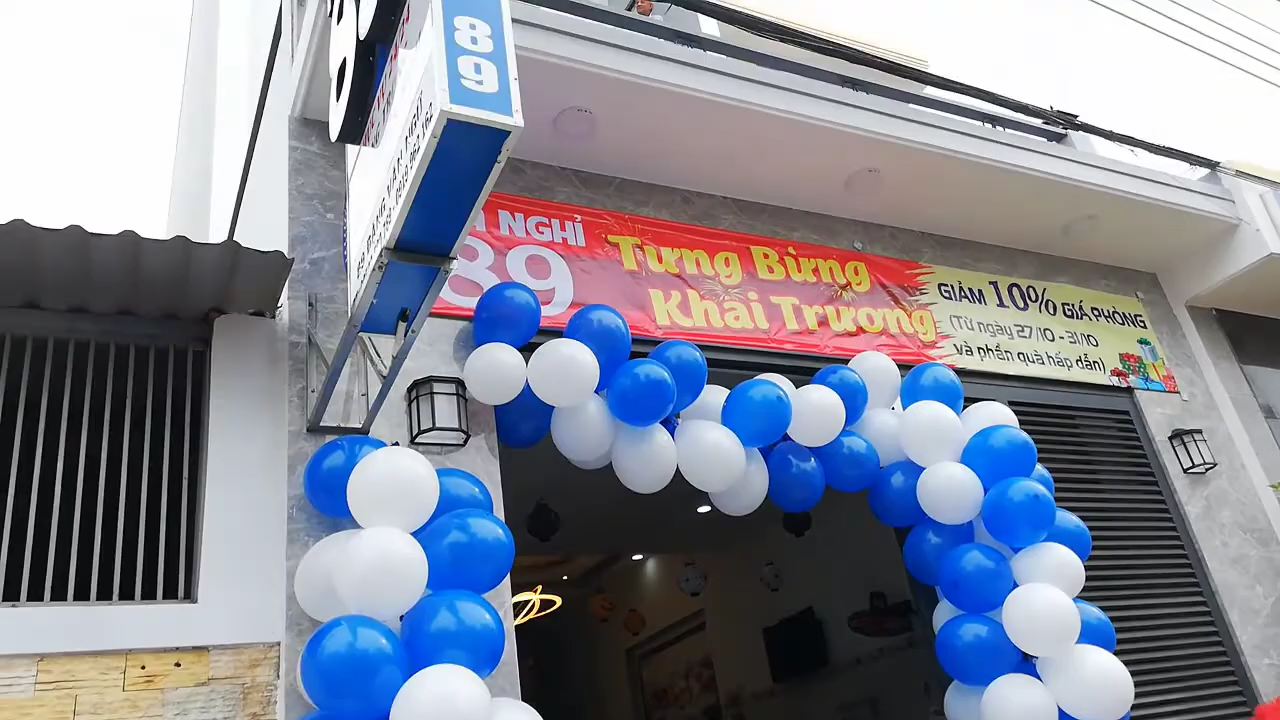 89
NGHỈ
89
Tưng Bừng
Khai Trương
GIẢM 10% GIÁ PHÒNG
(Từ ngày 27/10 - 31/10
và phần quà hấp dẫn)